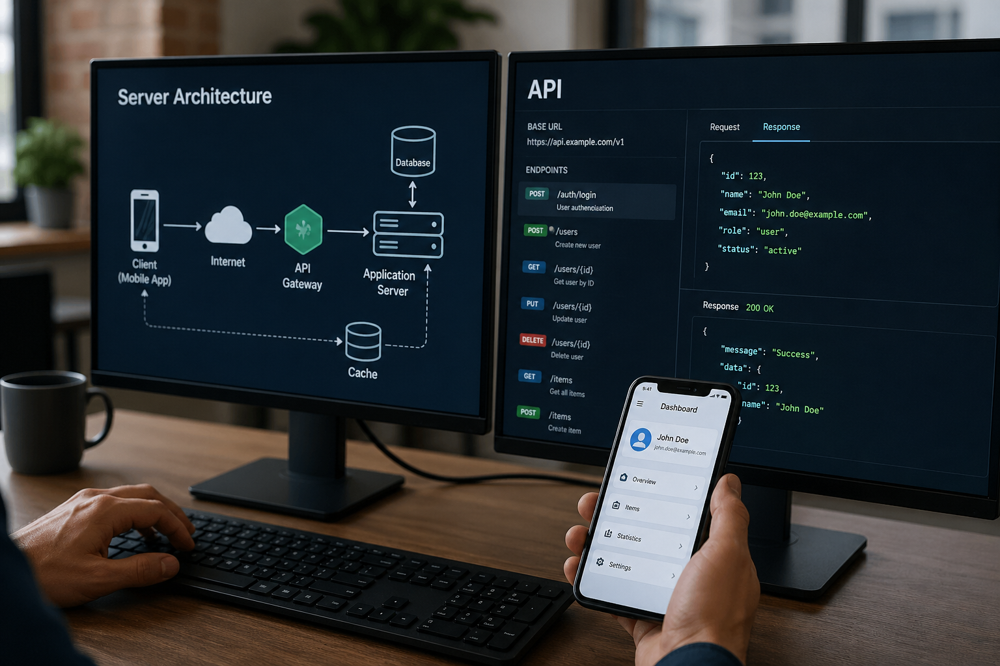 Server Architecture
Database
Client
(Mobile App)
Internet
API
Gateway
Application
Server
Cache
API
BASE URL
https://api.example.com/v1
ENDPOINTS
POST /auth/login
User authentication
POST /users
Create new user
GET /users/{id}
Get user by ID
PUT /users/{id}
Update user
DELETE /users/{id}
Delete user
GET /items
Get all items
POST /items
Create item
Request Response
{
"id": 123,
"name": "John Doe",
"email": "john.doe@example.com",
"role": "user",
"status": "active"
}
Response 200 OK
{
"message": "Success",
"data": {
"id": 123,
name": "John Doe"
}
9:41
Dashboard
John Doe
john.doe@example.com
Overview
Items
Statistics
Settings